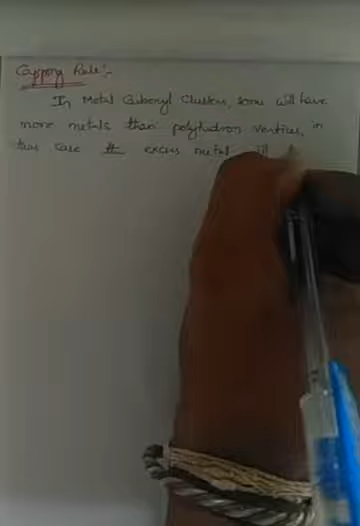 Capping Rule:-
In Metal Carbonyl Clusters, some will have
more metals than polyhedron vertices, in
this case the excess metal will